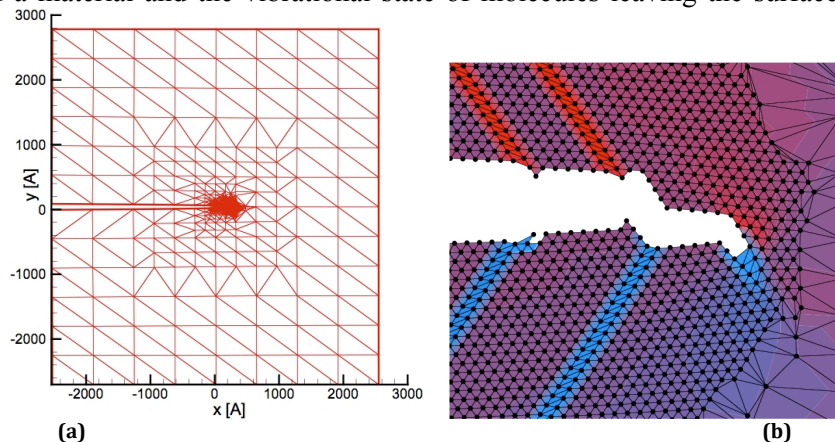 a material and the vibrational state of molecules leaving the surface
3000
2000
1000
0
-1000
-2000
y [A]
-2000 -1000 0 1000 2000 3000
x [A]
(a) (b)